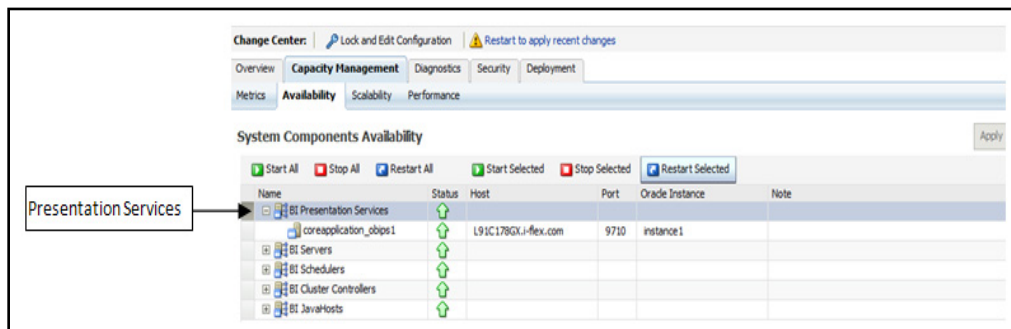 Change Center: Lock and Edit Configuration Restart to apply recent changes
Overview Capacity Management Diagnostics Security Deployment
Metrics Availability Scalability Performance
System Components Availability Apply
Start All Stop All Restart All Start Selected Stop Selected Restart Selected
Name Status Host Port Oracle Instance Note
Presentation Services
BI Presentation Services
coreapplication_obips1 L91C178GX.i-flex.com 9710 instance1
BI Servers
BI Schedulers
BI Cluster Controllers
BI JavaHosts